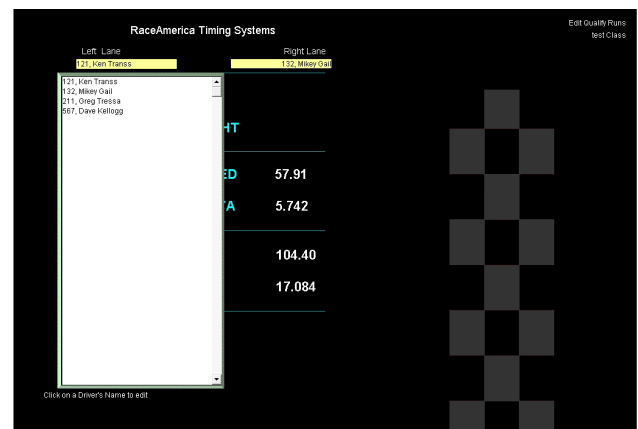 RaceAmerica Timing Systems
Edit Qualify Runs
test Class
Left Lane
Right Lane
121, Ken Transs
132, Mikey Gail
121, Ken Transs
132, Mikey Gail
211, Greg Tressa
567, Dave Kellogg
HT
ED 57.91
TA 5.742
104.40
17.084
Click on a Driver's Name to edit